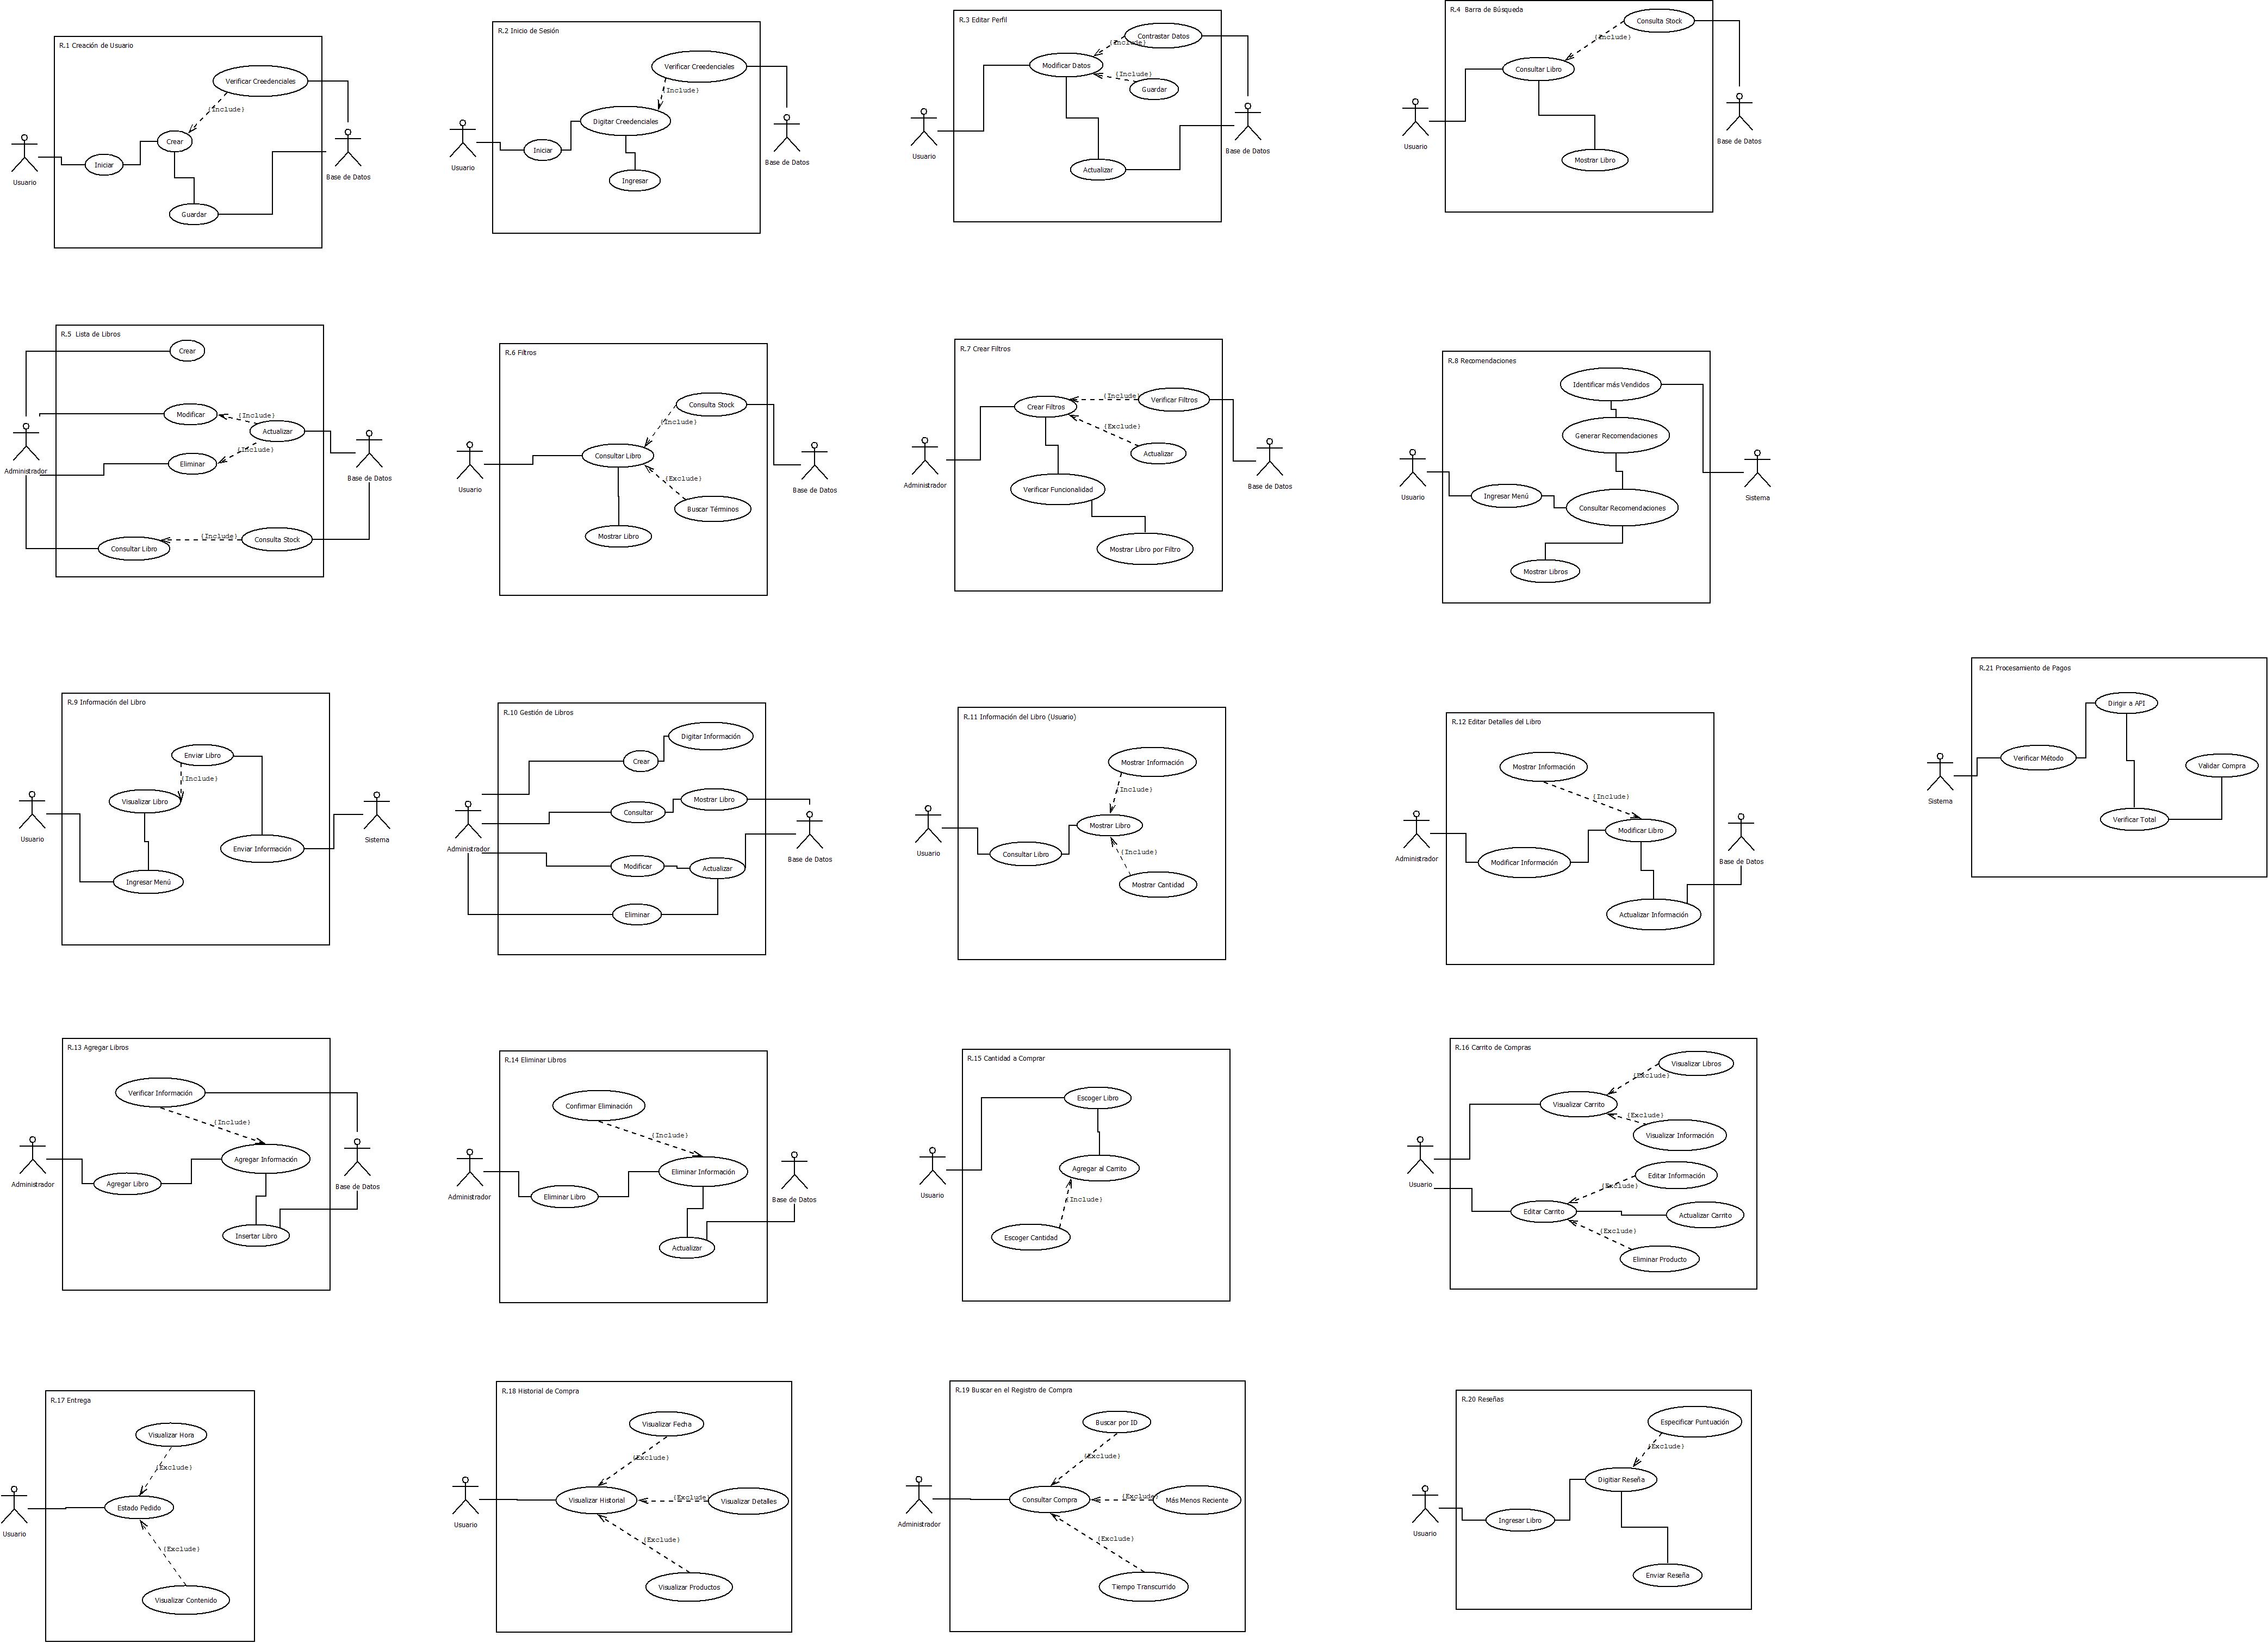 R.1 Creación de Usuario
Verificar Creedenciales
{Include}
Crear
Iniciar
Guardar
Usuario
Base de Datos
R.2 Inicio de Sesión
Verificar Creedenciales
{Include}
Digitar Creedenciales
Iniciar
Ingresar
Usuario
Base de Datos
R.3 Editar Perfil
Contrastar Datos
{Include}
Modificar Datos
{Include}
Guardar
Actualizar
Usuario
Base de Datos
R.4 Barra de Búsqueda
Consulta Stock
{Include}
Consultar Libro
Mostrar Libro
Usuario
Base de Datos
R.5 Lista de Libros
Crear
Modificar
{Include}
Actualizar
{Include}
Eliminar
Administrador
Base de Datos
{Include}
Consulta Stock
Consultar Libro
R.6 Filtros
Consulta Stock
{Include}
Consultar Libro
{Exclude}
Buscar Términos
Mostrar Libro
Usuario
Base de Datos
R.7 Crear Filtros
{Include}
Verificar Filtros
Crear Filtros
{Exclude}
Actualizar
Verificar Funcionalidad
Mostrar Libro por Filtro
Administrador
Base de Datos
R.8 Recomendaciones
Identificar más Vendidos
Generar Recomendaciones
Ingresar Menú
Consultar Recomendaciones
Mostrar Libros
Usuario
Sistema
R.21 Procesamiento de Pagos
Dirigir a API
Verificar Método
Validar Compra
Verificar Total
Sistema
R.9 Información del Libro
Enviar Libro
{Include}
Visualizar Libro
Enviar Información
Ingresar Menú
Usuario
Sistema
R.10 Gestión de Libros
Digitar Información
Crear
Mostrar Libro
Consultar
Modificar
Actualizar
Eliminar
Administrador
Base de Datos
R.11 Información del Libro (Usuario)
Mostrar Información
{Include}
Mostrar Libro
{Include}
Consultar Libro
Mostrar Cantidad
Usuario
R.12 Editar Detalles del Libro
Mostrar Información
{Include}
Modificar Libro
Modificar Información
Actualizar Información
Administrador
Base de Datos
R.13 Agregar Libros
Verificar Información
{Include}
Agregar Información
Agregar Libro
Insertar Libro
Administrador
Base de Datos
R.14 Eliminar Libros
Confirmar Eliminación
{Include}
Eliminar Información
Eliminar Libro
Actualizar
Administrador
Base de Datos
R.15 Cantidad a Comprar
Escoger Libro
Agregar al Carrito
{Include}
Escoger Cantidad
Usuario
R.16 Carrito de Compras
Visualizar Libros
{Exclude}
Visualizar Carrito
{Exclude}
Visualizar Información
Editar Información
{Exclude}
Editar Carrito
Actualizar Carrito
{Exclude}
Eliminar Producto
Usuario
R.17 Entrega
Visualizar Hora
{Exclude}
Estado Pedido
{Exclude}
Visualizar Contenido
Usuario
R.18 Historial de Compra
Visualizar Fecha
{Exclude}
Visualizar Historial
{Exclude}
Visualizar Detalles
{Exclude}
Visualizar Productos
Usuario
R.19 Buscar en el Registro de Compra
Buscar por ID
{Exclude}
Consultar Compra
{Exclude}
Más Menos Reciente
{Exclude}
Tiempo Transcurrido
Administrador
R.20 Reseñas
Especificar Puntuación
{Exclude}
Digitiar Reseña
Ingresar Libro
Enviar Reseña
Usuario